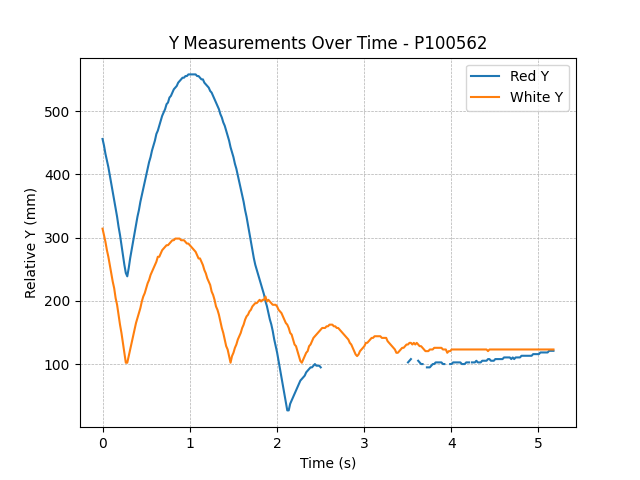 Y Measurements Over Time - P100562
Red Y
White Y
Relative Y (mm)
500
400
300
200
100
0
1
2
3
4
5
Time (s)